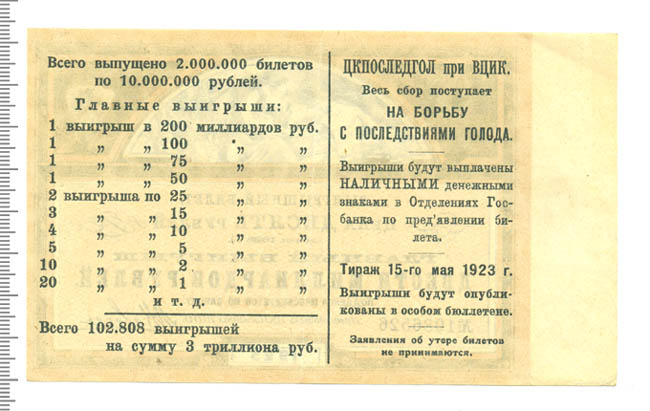 Всего выпущено 2.000.000 билетов
по 10.000.000 рублей.
Главные выигрыши:
1 выигрыш в 200 миллиардов руб.
1 „ „ 100 „ „
1 „ „ 75 „ „
1 „ „ 50 „ „
2 выигрыша по 25 „ „
3 „ „ 15 „ „
4 „ „ 10 „ „
5 „ „ 5 „ „
10 „ „ 2 „ „
20 „ „ 1 „ „
и т. д.
Всего 102.808 выигрышей
на сумму 3 триллиона руб.
ЦКПОСЛЕДГОЛ при ВЦИК.
Весь сбор поступает
НА БОРЬБУ
С ПОСЛЕДСТВИЯМИ ГОЛОДА.
Выигрыши будут выплачены
НАЛИЧНЫМИ денежными
знаками в Отделениях Гос-
банка по пред'явлении би-
лета.
Тираж 15-го мая 1923 г.
Выигрыши будут опубли-
кованы в особом бюллетене.
Заявления об утере билетов
не принимаются.